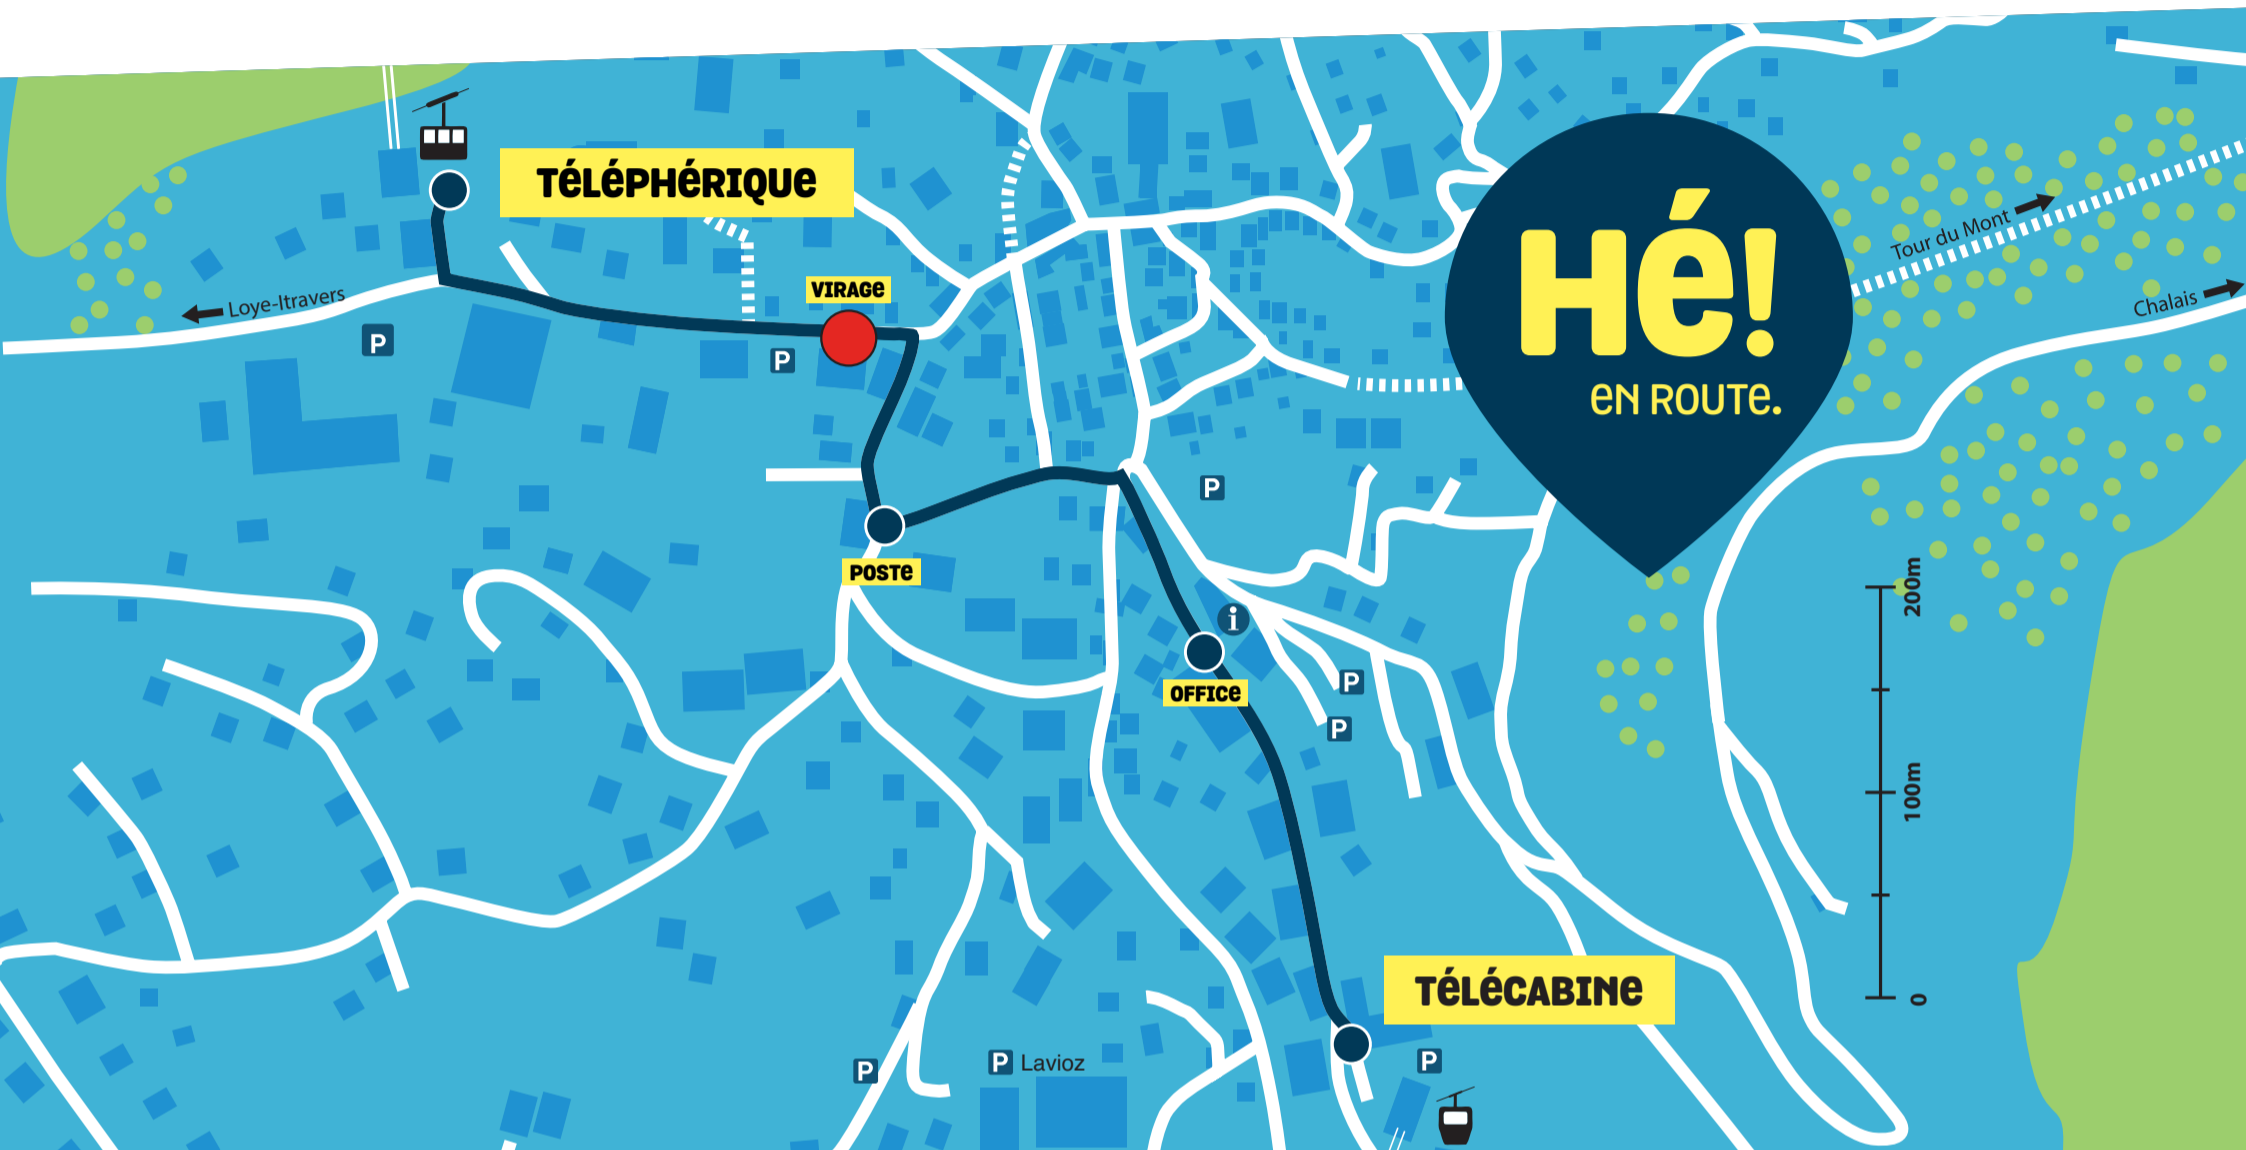 TÉLÉPHÉRIQUE
HÉ!
EN ROUTE.
Tour du Mont
Chalais
VIRAGE
Loye-Itravers
P
P
P
POSTE
200m
i
OFFICE
P
P
100m
TÉLÉCABINE
0
P
P Lavioz
P